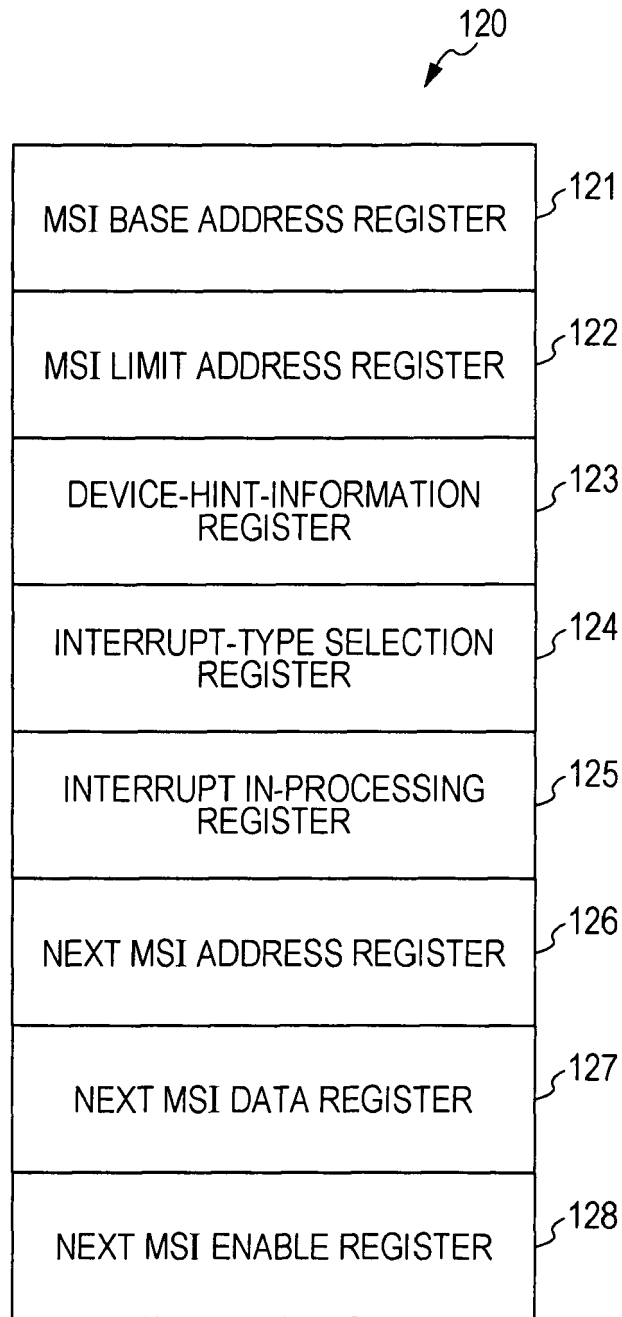 120
MSI BASE ADDRESS REGISTER
121
MSI LIMIT ADDRESS REGISTER
122
DEVICE-HINT-INFORMATION
REGISTER
123
INTERRUPT-TYPE SELECTION
REGISTER
124
INTERRUPT IN-PROCESSING
REGISTER
125
NEXT MSI ADDRESS REGISTER
126
NEXT MSI DATA REGISTER
127
NEXT MSI ENABLE REGISTER
128